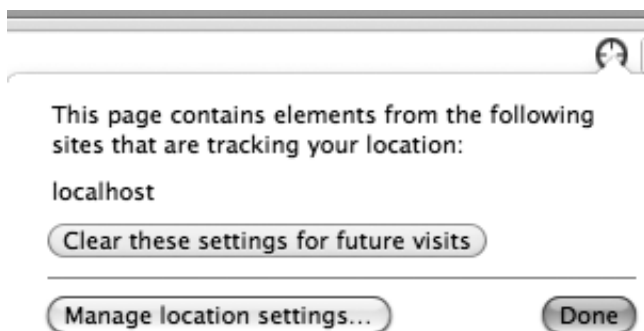 This page contains elements from the following
sites that are tracking your location:
localhost
Clear these settings for future visits
Manage location settings...
Done